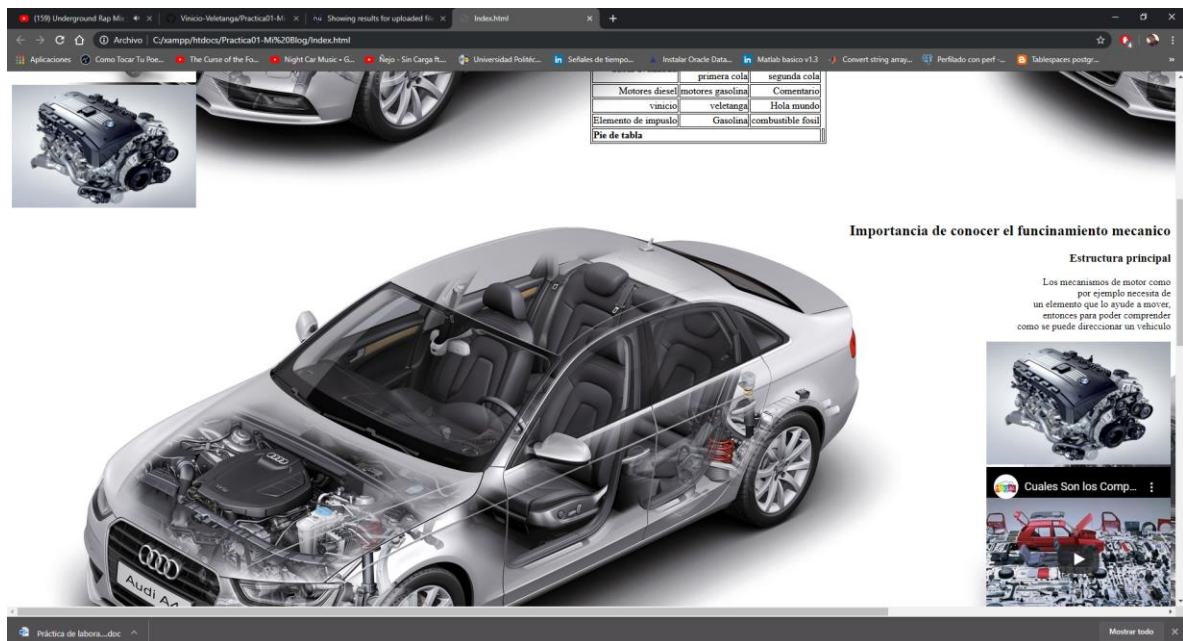 (159) Underground Rap Mix
Vinicio-Veletanga/Practica01-Mi
Showing results for uploaded fil
Index.html
Archivo
C:/xampp/htdocs/Practica01-Mi%20Blog/Index.html
Aplicaciones
Como Tocar Tu Poe...
The Curse of the Fo...
Night Car Music • G...
Ñejo - Sin Carga ft....
Universidad Politéc...
Señales de tiempo...
Instalar Oracle Data...
Matlab basico v1.3
Convert string array...
Perfilado con perf -...
Tablespaces postgr...
primera cola segunda cola
Motores diesel motores gasolina Comentario
vinicio veletanga Hola mundo
Elemento de impuslo Gasolina combustible fosil
Pie de tabla
Importancia de conocer el funcinamiento mecanico
Estructura principal
Los mecanismos de motor como
por ejemplo necesita de
un elemento que lo ayude a mover,
entonces para poder comprender
como se puede direccionar un vehiculo
Cuales Son los Comp...
Audi A4
Práctica de labora....doc
Mostrar todo